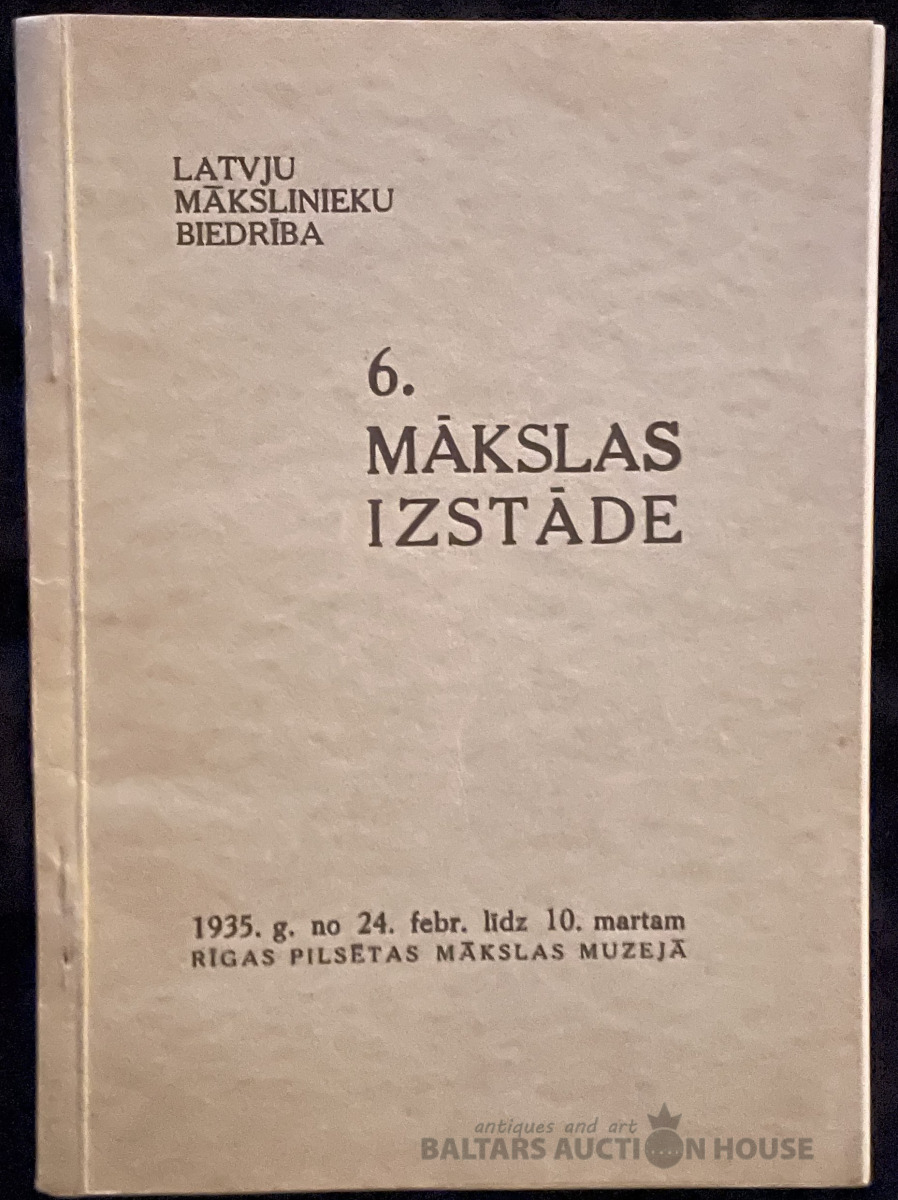 LATVJU
MĀKSLINIEKU
BIEDRĪBA
6.
MĀKSLAS
IZSTĀDE
1935. g. no 24. febr. līdz 10. martam
RĪGAS PILSĒTAS MĀKSLAS MUZEJĀ
antiques and art
BALTARS AUCTION HOUSE